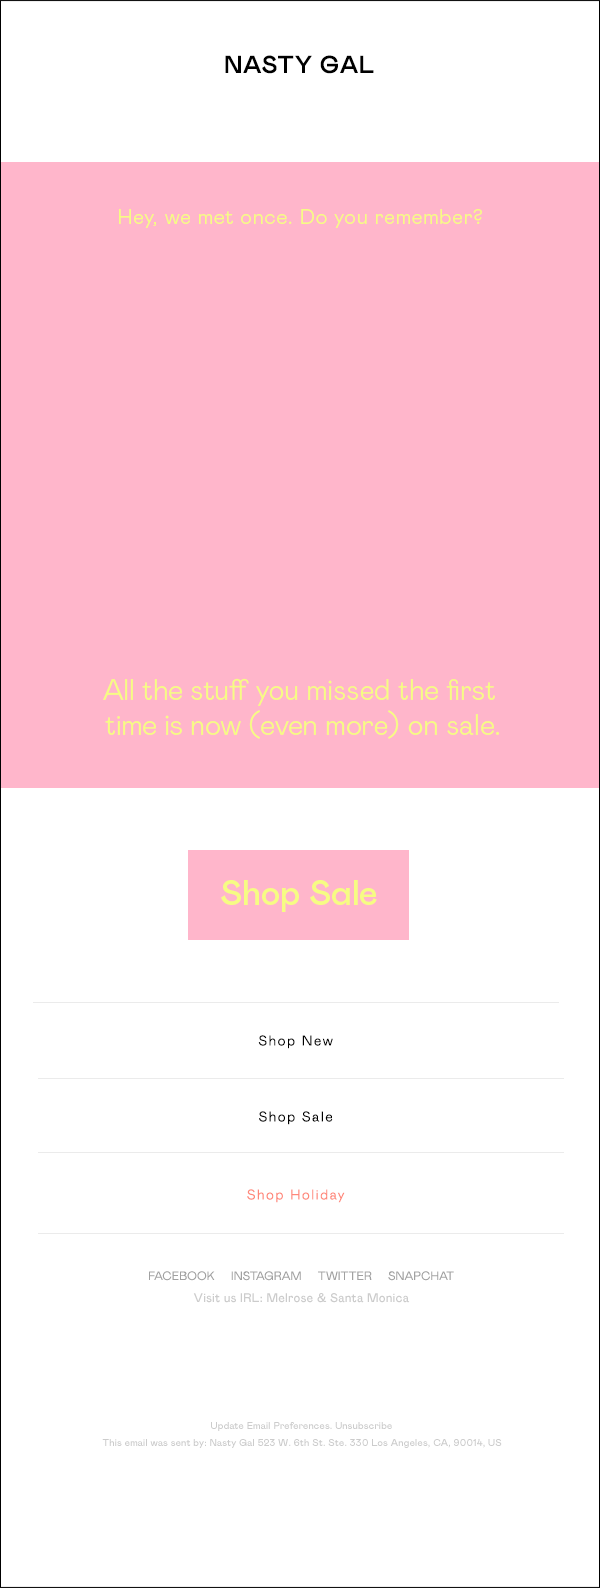 NASTY GAL
Hey, we met once. Do you remember?
All the stuff you missed the first
time is now (even more) on sale.
Shop Sale
Shop New
Shop Sale
Shop Holiday
FACEBOOK INSTAGRAM TWITTER SNAPCHAT
Visit us IRL: Melrose & Santa Monica
Update Email Preferences. Unsubscribe
This email was sent by: Nasty Gal 523 W. 6th St. Ste. 330 Los Angeles, CA, 90014, US